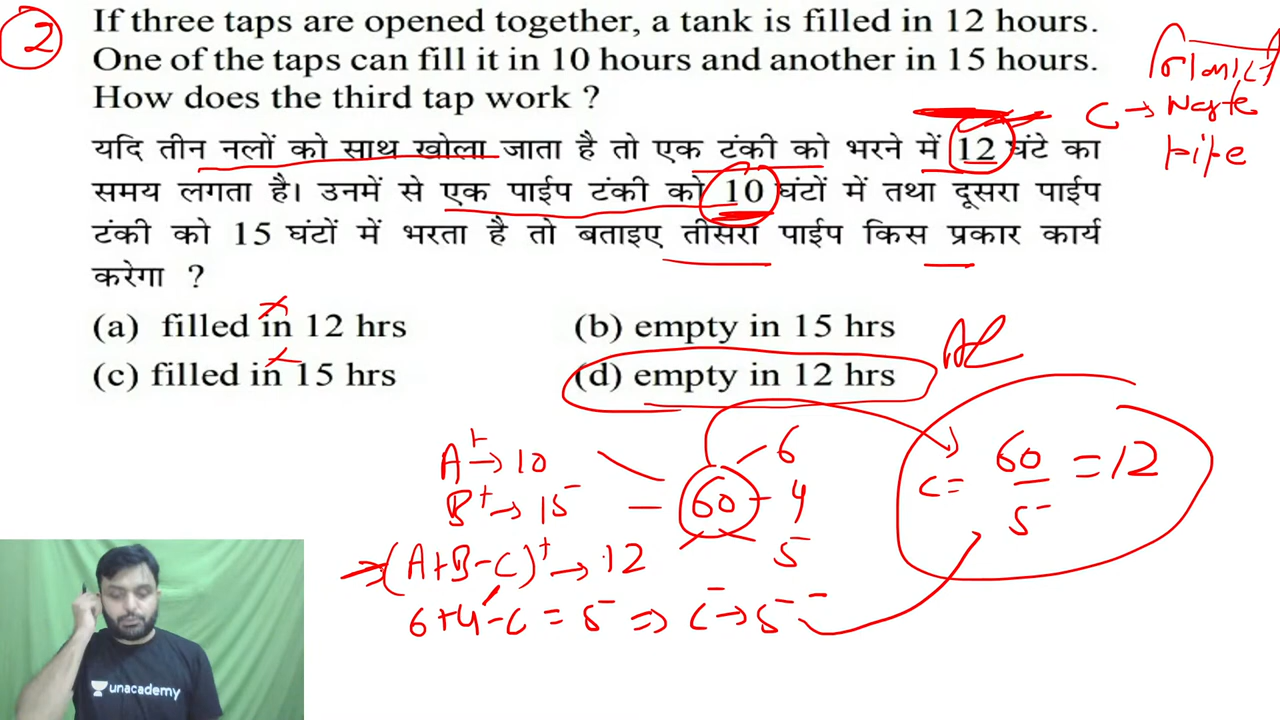 2
If three taps are opened together, a tank is filled in 12 hours.
One of the taps can fill it in 10 hours and another in 15 hours.
How does the third tap work ?
C → Waste
pipe
यदि तीन नलों को साथ खोला जाता है तो एक टंकी को भरने में 12 घंटे का
समय लगता है। उनमें से एक पाईप टंकी को 10 घंटों में तथा दूसरा पाईप
टंकी को 15 घंटों में भरता है तो बताइए तीसरा पाईप किस प्रकार कार्य
करेगा ?
(a) filled in 12 hrs
(b) empty in 15 hrs
(c) filled in 15 hrs
(d) empty in 12 hrs
A+ → 10
B+ → 15
(A+B-C)+ → 12
60
6
4
5
6+4-C = 5 ⇒ C- → 5-
C = 60/5 = 12
unacademy